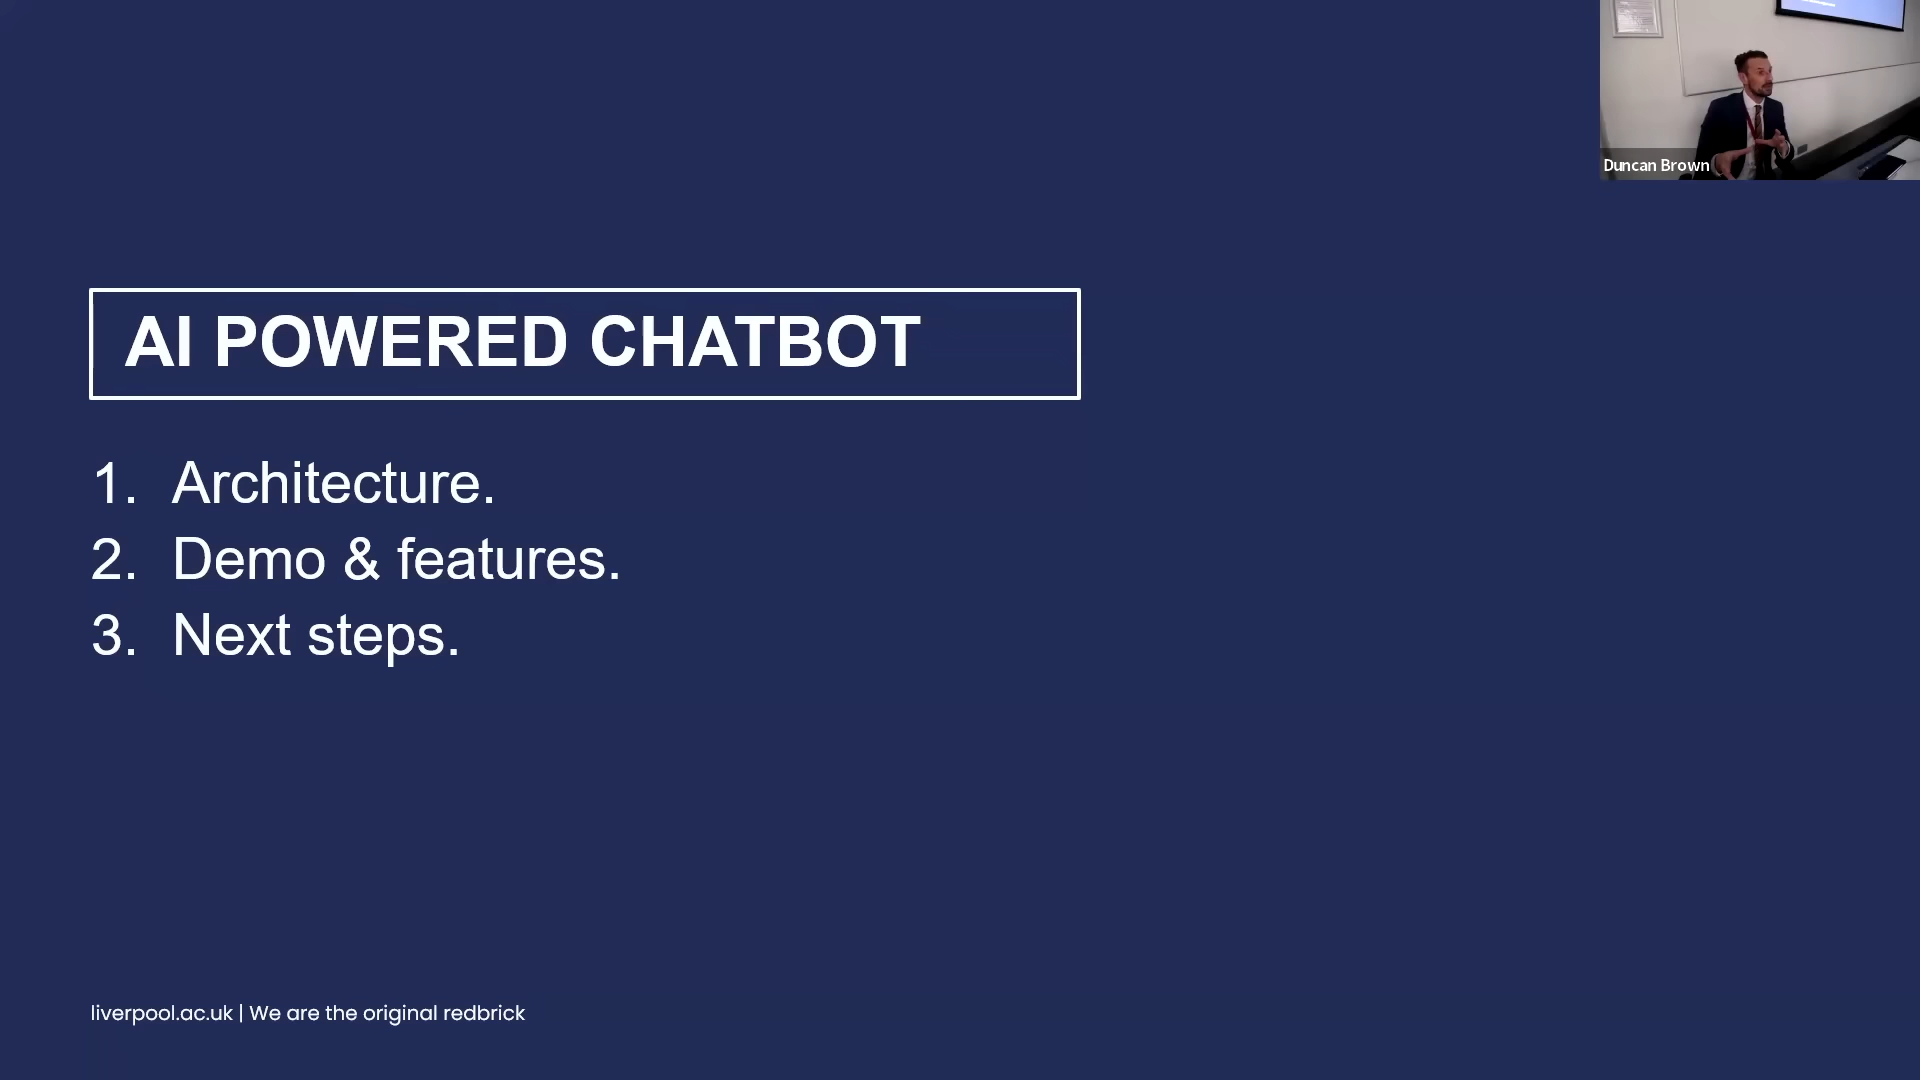 Duncan Brown
AI POWERED CHATBOT
1. Architecture.
2. Demo & features.
3. Next steps.
liverpool.ac.uk | We are the original redbrick